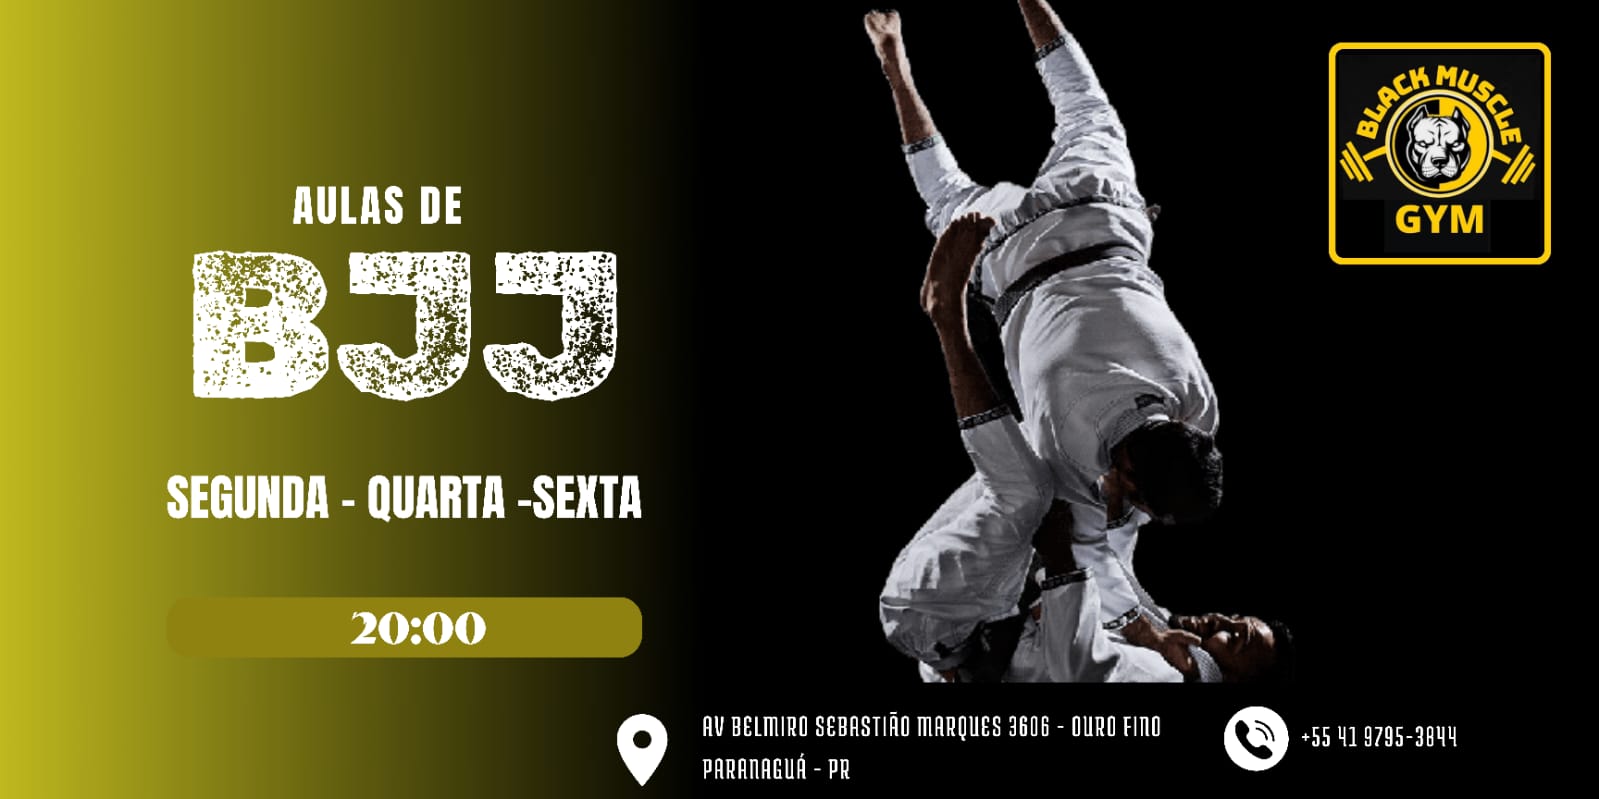 BLACK MUSCLE
GYM
AULAS DE
BJJ
SEGUNDA - QUARTA -SEXTA
20:00
AV BELMIRO SEBASTIÃO MARQUES 3606 - OURO FINO
PARANAGUÁ - PR
+55 41 9795-3844